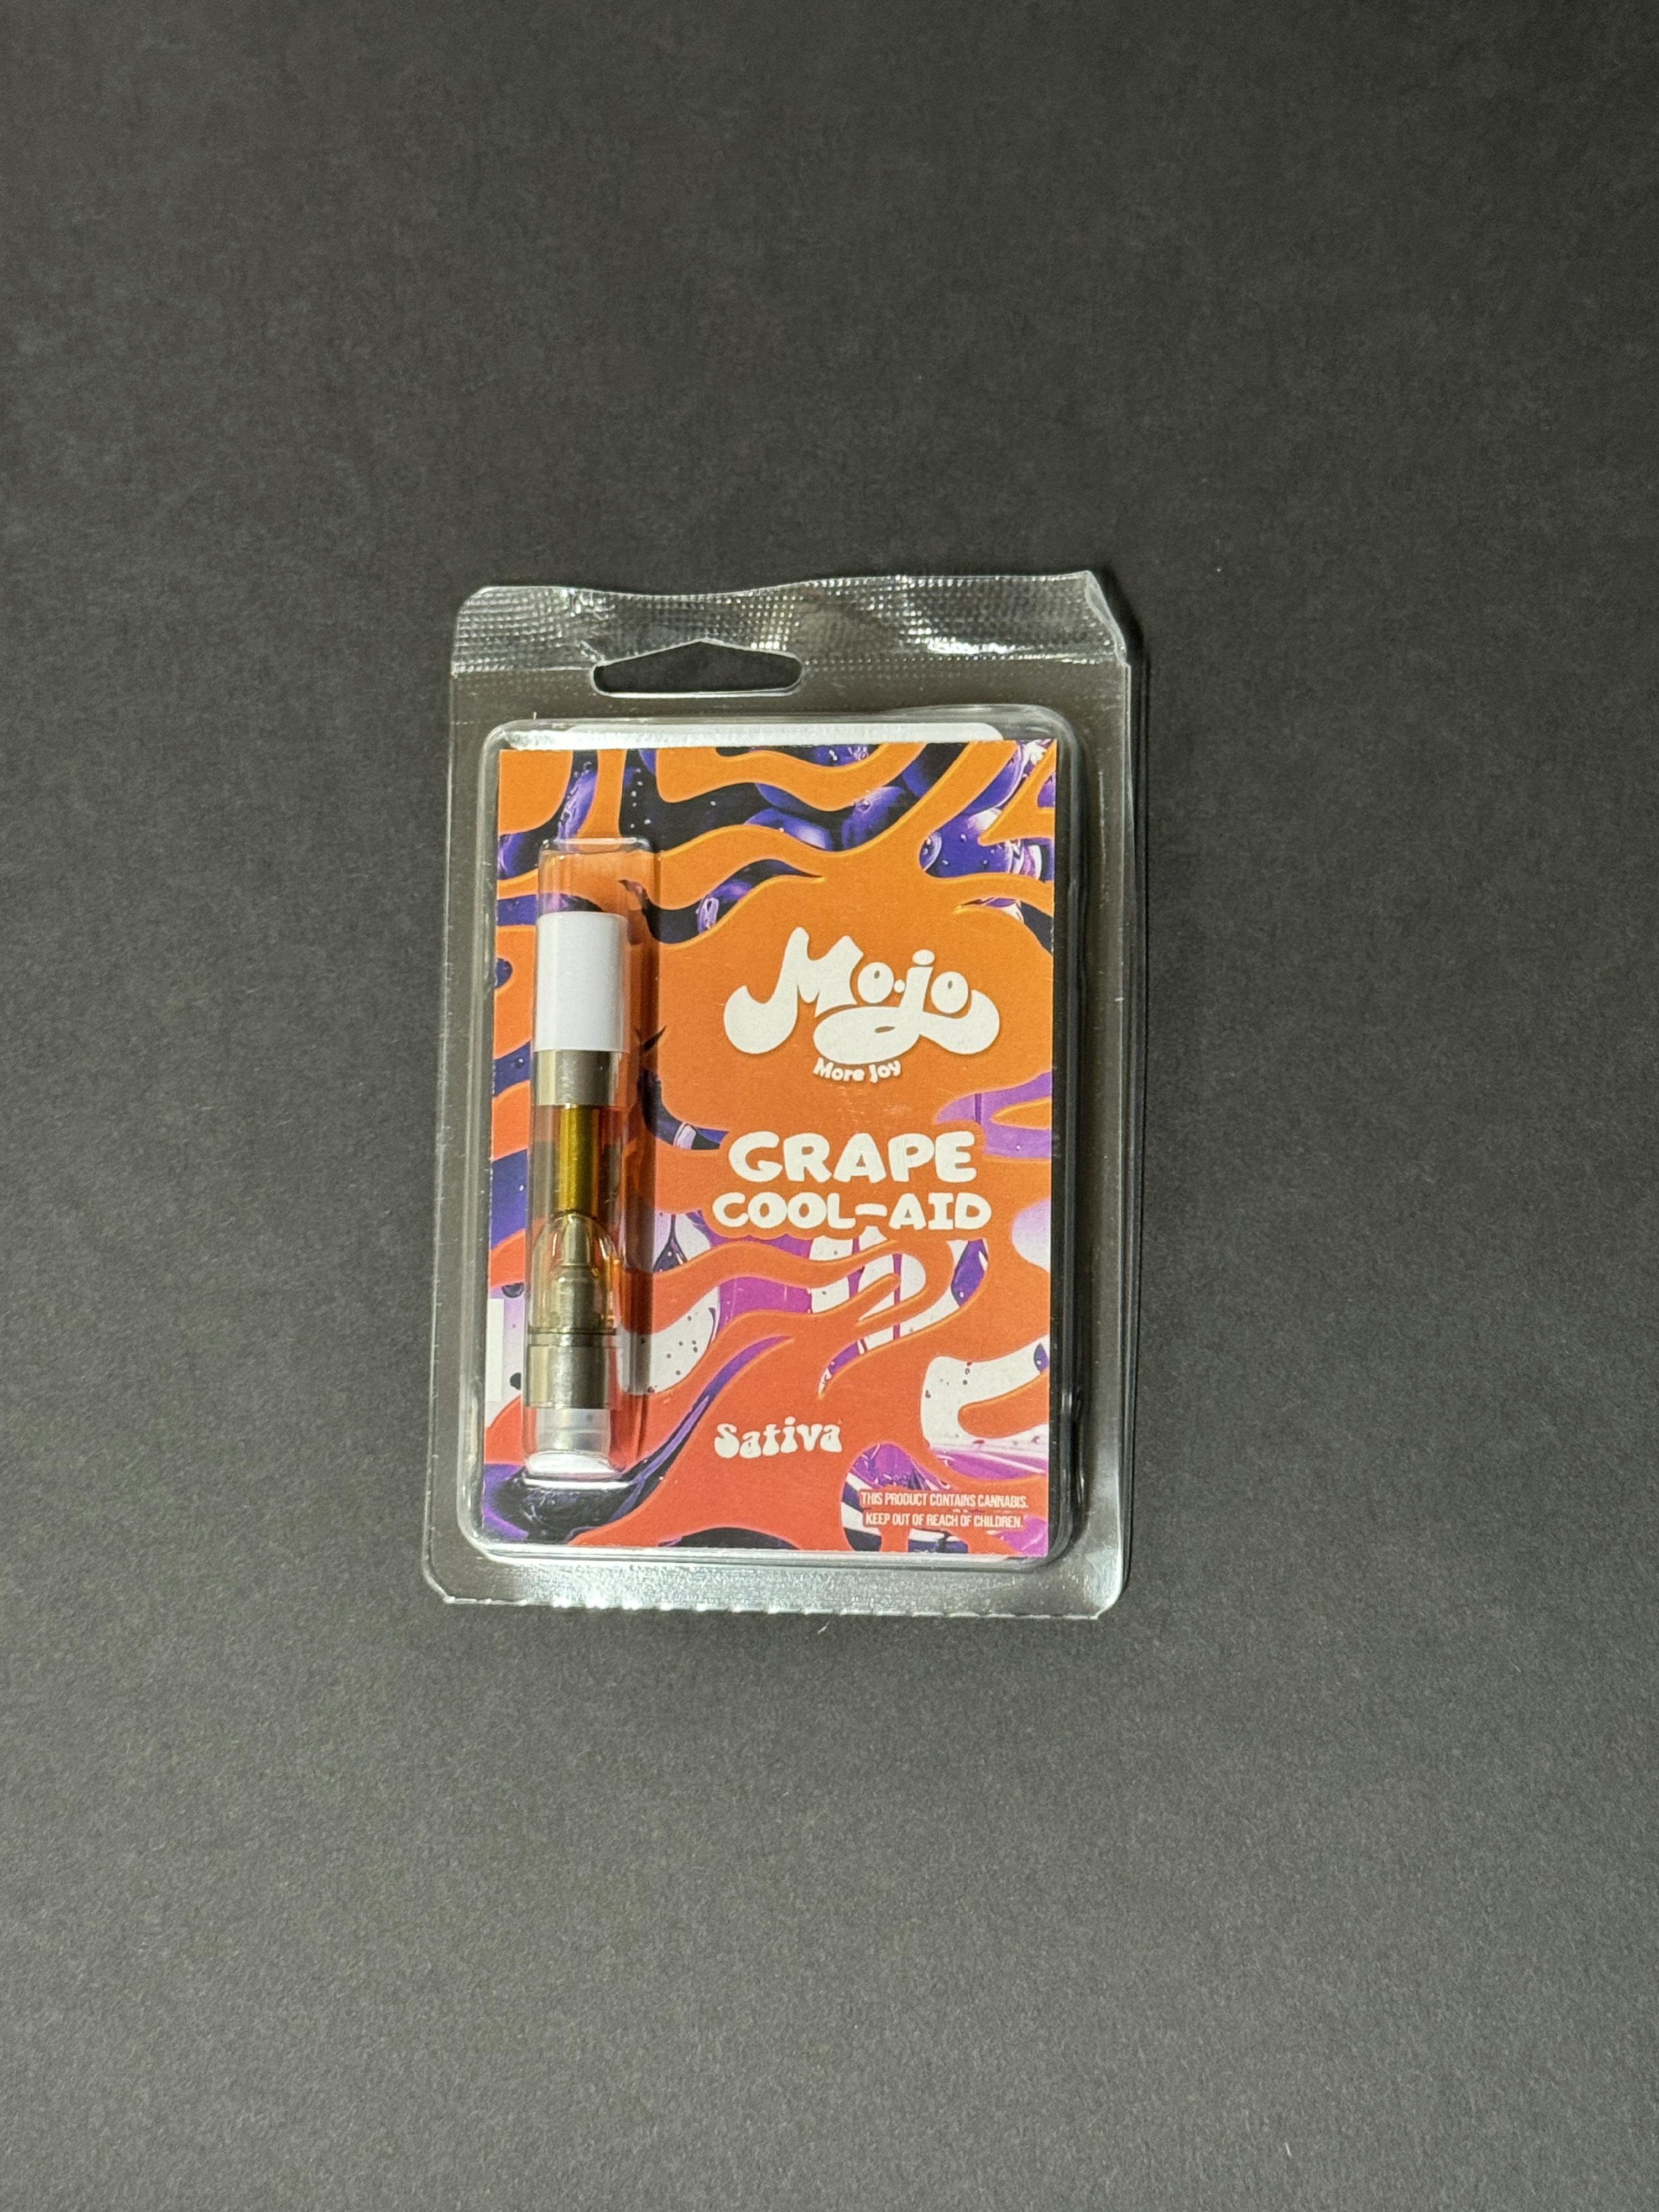 Mojo
More Joy
GRAPE
COOL-AID
Sativa
THIS PRODUCT CONTAINS CANNABIS.
KEEP OUT OF REACH OF CHILDREN.